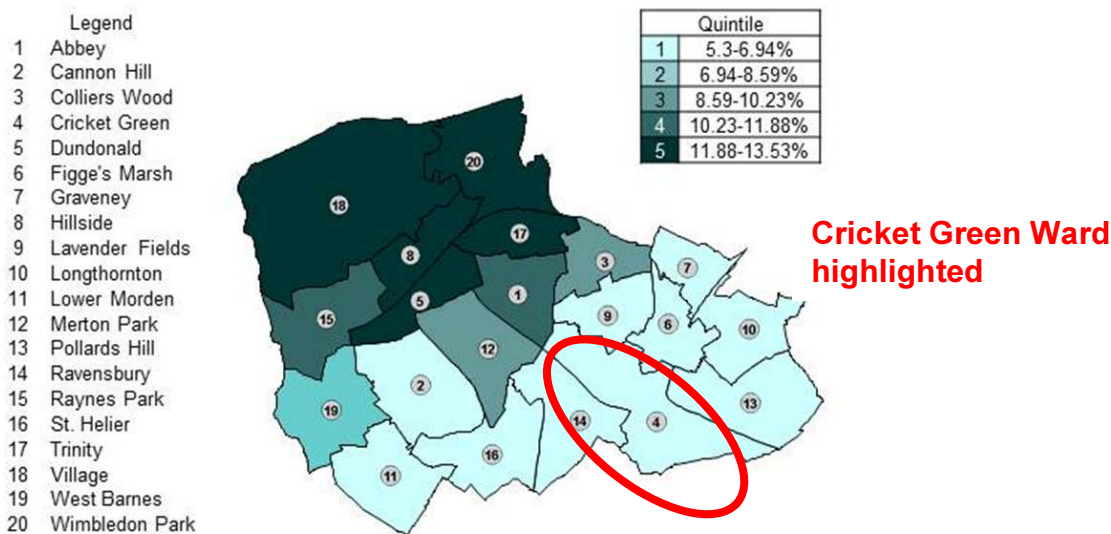 Legend
1 Abbey
2 Cannon Hill
3 Colliers Wood
4 Cricket Green
5 Dundonald
6 Figge's Marsh
7 Graveney
8 Hillside
9 Lavender Fields
10 Longthornton
11 Lower Morden
12 Merton Park
13 Pollards Hill
14 Ravensbury
15 Raynes Park
16 St. Helier
17 Trinity
18 Village
19 West Barnes
20 Wimbledon Park
Quintile
1 5.3-6.94%
2 6.94-8.59%
3 8.59-10.23%
4 10.23-11.88%
5 11.88-13.53%
Cricket Green Ward
highlighted
20
18
17
8
3
7
5
1
15
9
6
10
12
2
19
13
14
4
16
11